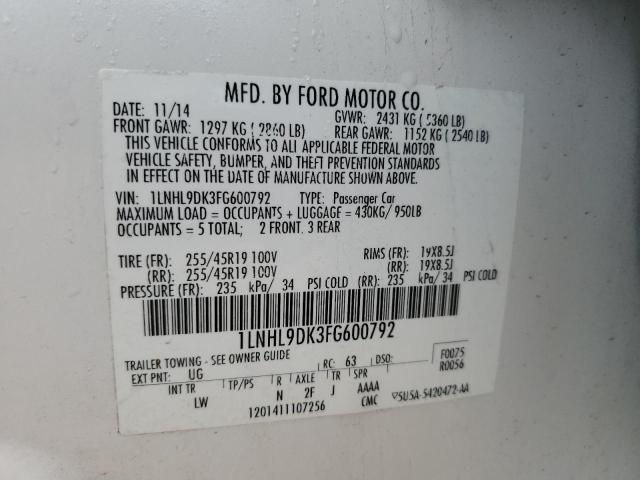 MFD. BY FORD MOTOR CO.
DATE: 11/14 GVWR: 2431 KG ( 5360 LB)
FRONT GAWR: 1297 KG ( 2860 LB) REAR GAWR: 1152 KG ( 2540 LB)
THIS VEHICLE CONFORMS TO ALL APPLICABLE FEDERAL MOTOR
VEHICLE SAFETY, BUMPER, AND THEFT PREVENTION STANDARDS
IN EFFECT ON THE DATE OF MANUFACTURE SHOWN ABOVE.
VIN: 1LNHL9DK3FG600792 TYPE: Passenger Car
MAXIMUM LOAD = OCCUPANTS + LUGGAGE = 430KG/ 950LB
OCCUPANTS = 5 TOTAL; 2 FRONT. 3 REAR
TIRE (FR): 255/45R19 100V RIMS (FR): 19X8.5J
(RR): 255/45R19 100V (RR): 19X8.5J
PRESSURE (FR): 235 kPa/ 34 PSI COLD (RR): 235 kPa/ 34 PSI COLD
1LNHL9DK3FG600792
TRAILER TOWING - SEE OWNER GUIDE
EXT PNT: UG RC: 63 DSO: F0075
R0056
INT TR TP/PS R AXLE TR SPR
LW N 2F J AAAA
1201411107256 CMC 5U5A-5420472-AA